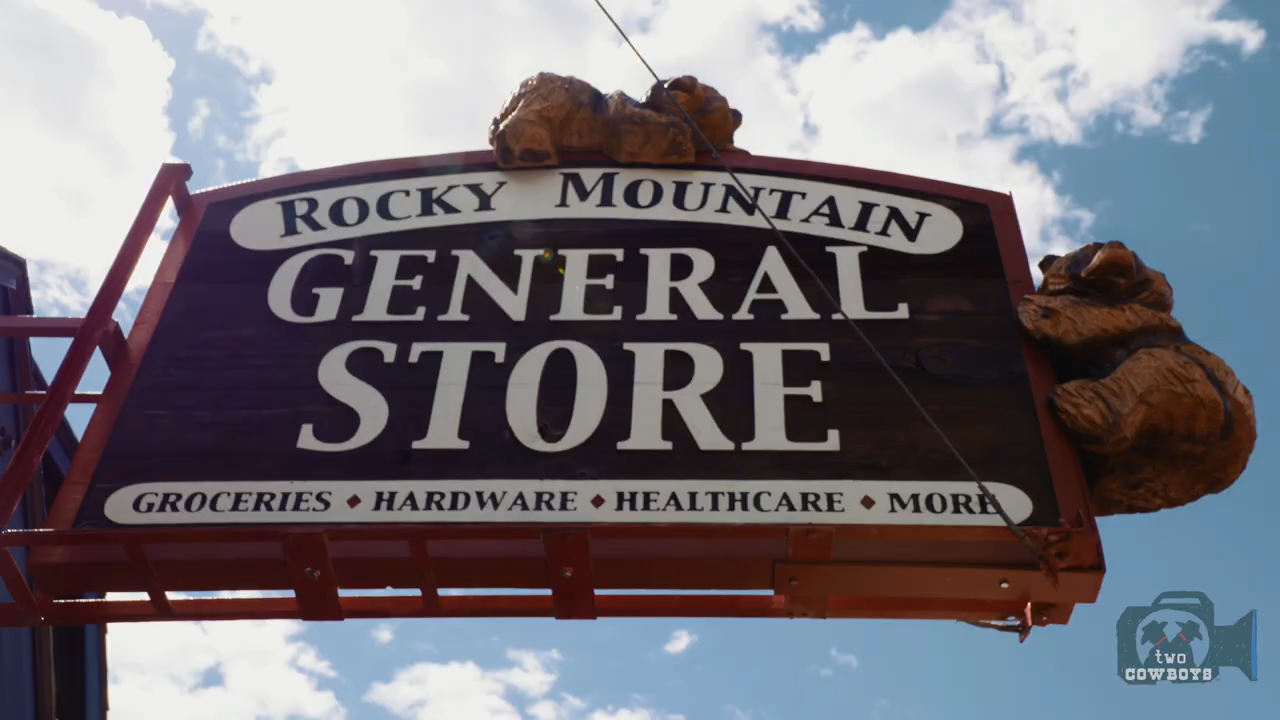 ROCKY MOUNTAIN
GENERAL
STORE
GROCERIES ♦ HARDWARE ♦ HEALTHCARE ♦ MORE
two
COWBOYS